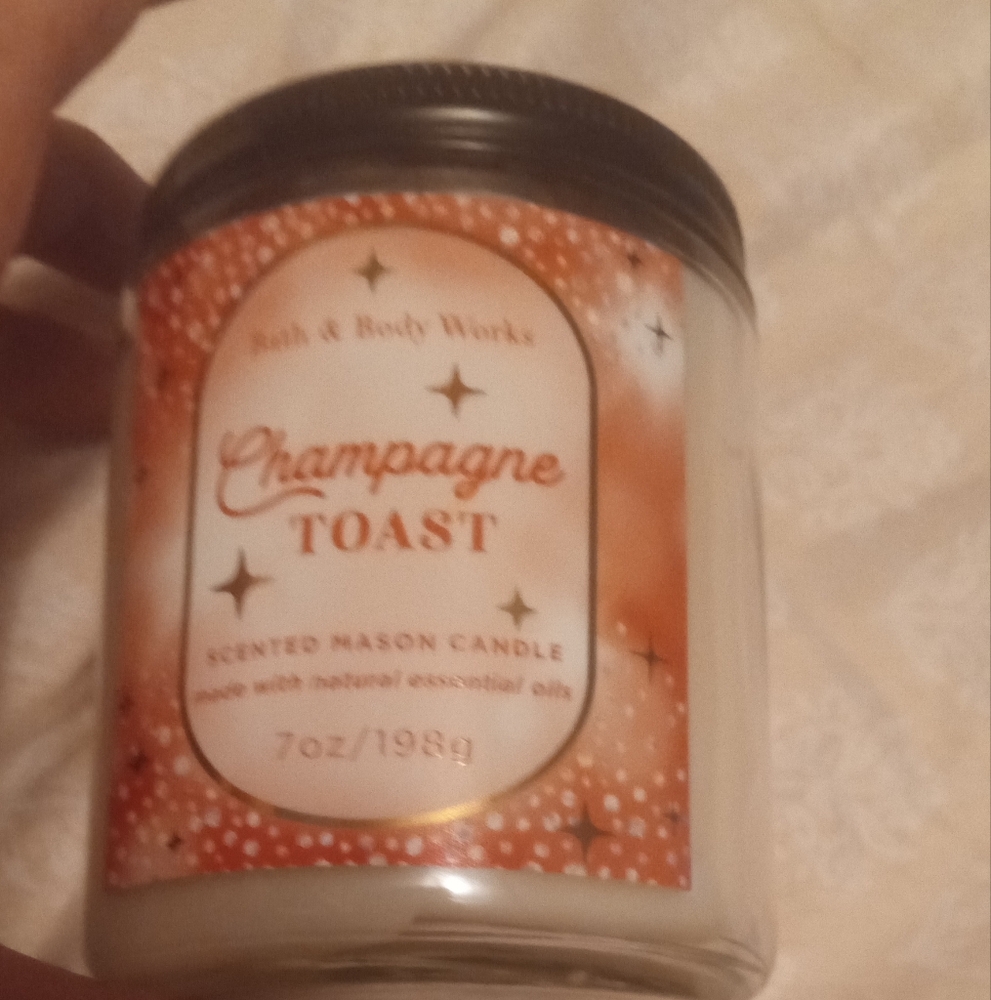 Bath & Body Works
Champagne
TOAST
SCENTED MASON CANDLE
made with natural essential oils
7oz/198g